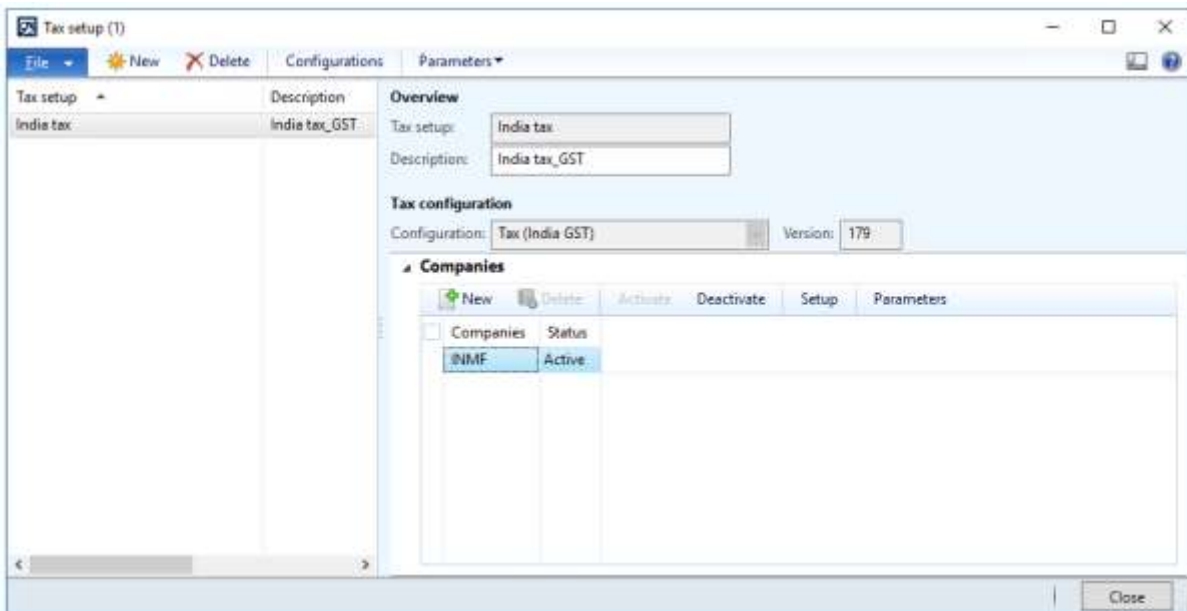 Tax setup (1)
File New Delete Configurations Parameters
Tax setup Description
India tax India tax_GST
Overview
Tax setup: India tax
Description: India tax_GST
Tax configuration
Configuration: Tax (India GST) Version: 179
Companies
New Delete Activate Deactivate Setup Parameters
Companies Status
INMF Active
Close